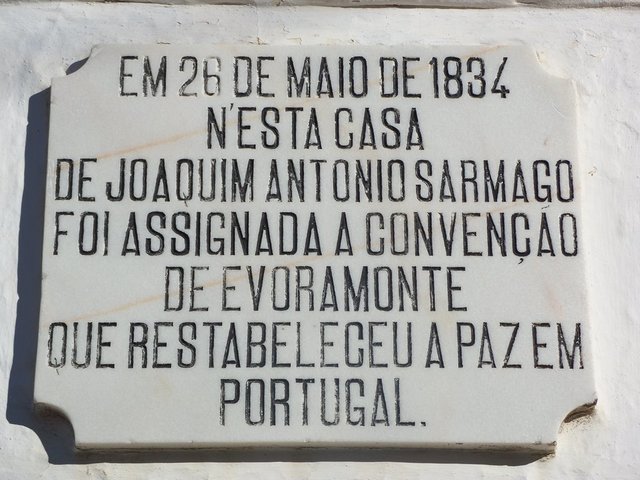 EM 26 DE MAIO DE 1834
N'ESTA CASA
DE JOAQUIM ANTONIO SARMAGO
FOI ASSIGNADA A CONVENÇÃO
DE EVORAMONTE
QUE RESTABELECEU A PAZ EM
PORTUGAL.